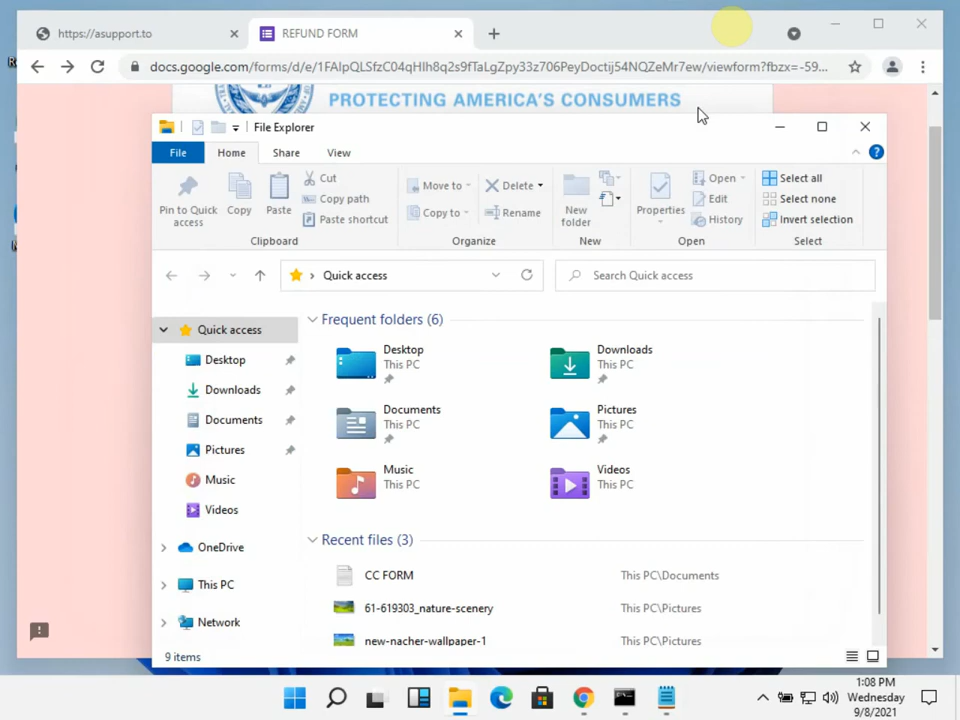 https://asupport.to
REFUND FORM
docs.google.com/forms/d/e/1FAIpQLSfzC04qHIh8q2s9fTaLgZpy33z706PeyDoctij54NQZeMr7ew/viewform?fbzx=-59...
PROTECTING AMERICA'S CONSUMERS
File Explorer
File
Home
Share
View
Pin to Quick access
Copy
Paste
Cut
Copy path
Paste shortcut
Clipboard
Move to
Copy to
Delete
Rename
Organize
New folder
New
Properties
Open
Edit
History
Open
Select all
Select none
Invert selection
Select
Quick access
Search Quick access
Quick access
Desktop
Downloads
Documents
Pictures
Music
Videos
OneDrive
This PC
Network
Frequent folders (6)
Desktop
This PC
Downloads
This PC
Documents
This PC
Pictures
This PC
Music
This PC
Videos
This PC
Recent files (3)
CC FORM This PC\Documents
61-619303_nature-scenery This PC\Pictures
new-nacher-wallpaper-1 This PC\Pictures
9 items
1:08 PM
Wednesday
9/8/2021